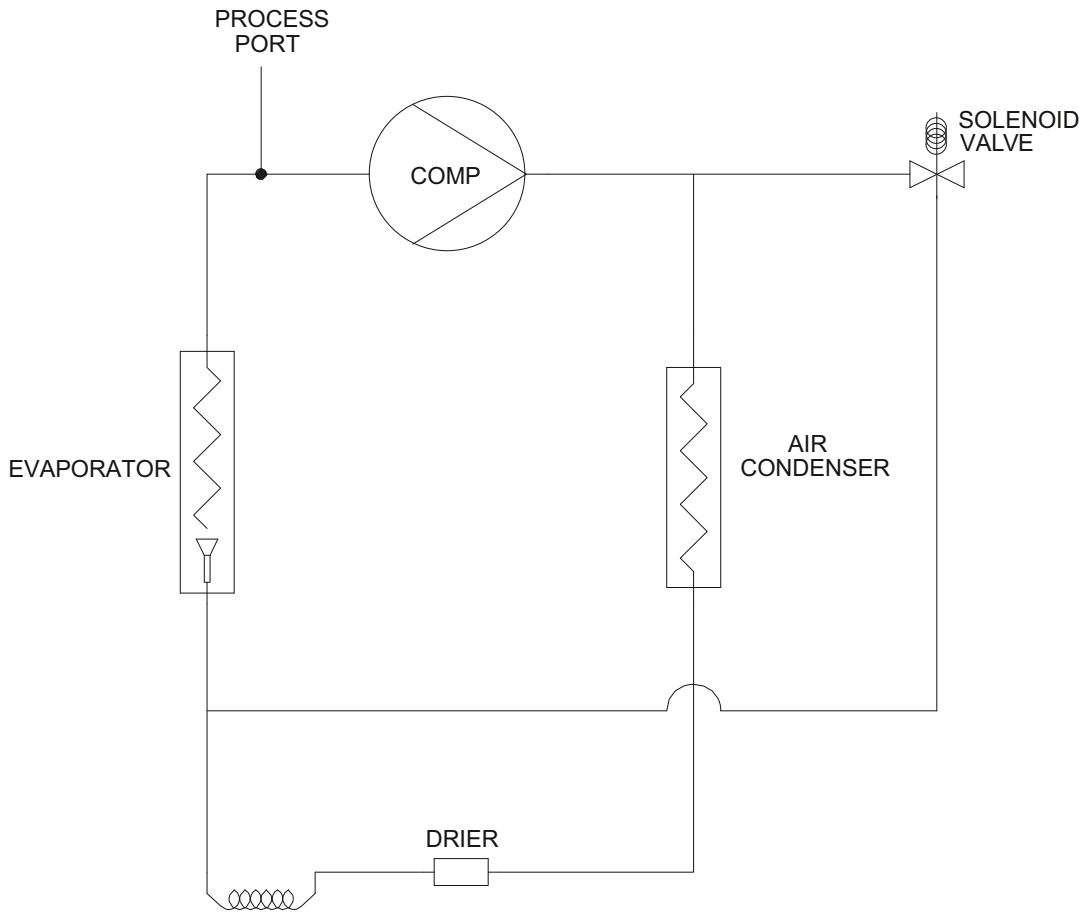 PROCESS
PORT
COMP
SOLENOID
VALVE
EVAPORATOR
AIR
CONDENSER
DRIER